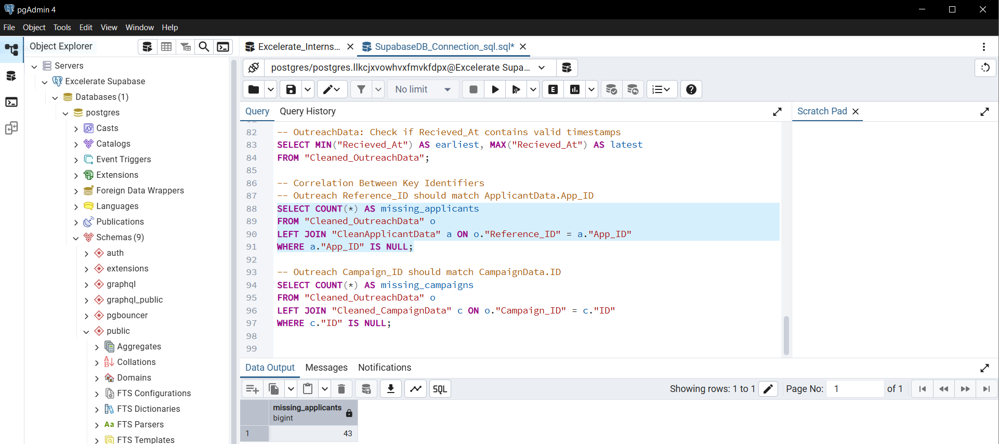 pgAdmin 4
File Object Tools Edit View Window Help
Object Explorer
Servers
Excelerate Supabase
Databases (1)
postgres
Casts
Catalogs
Event Triggers
Extensions
Foreign Data Wrappers
Languages
Publications
Schemas (9)
auth
extensions
graphql
graphql_public
pgbouncer
public
Aggregates
Collations
Domains
FTS Configurations
FTS Dictionaries
Aa FTS Parsers
FTS Templates
Excelerate_Interns... SupabaseDB_Connection_sql.sql*
postgres/postgres.llkcjxvowhvxfmvkfdpx@Excelerate Supa...
No limit
E
Query Query History
82 -- OutreachData: Check if Recieved_At contains valid timestamps
83 SELECT MIN("Recieved_At") AS earliest, MAX("Recieved_At") AS latest
84 FROM "Cleaned_OutreachData";
85
86 -- Correlation Between Key Identifiers
87 -- Outreach Reference_ID should match ApplicantData.App_ID
88 SELECT COUNT(*) AS missing_applicants
89 FROM "Cleaned_OutreachData" o
90 LEFT JOIN "CleanApplicantData" a ON o."Reference_ID" = a."App_ID"
91 WHERE a."App_ID" IS NULL;
92
93 -- Outreach Campaign_ID should match CampaignData.ID
94 SELECT COUNT(*) AS missing_campaigns
95 FROM "Cleaned_OutreachData" o
96 LEFT JOIN "Cleaned_CampaignData" c ON o."Campaign_ID" = c."ID"
97 WHERE c."ID" IS NULL;
98
99
Scratch Pad
Data Output Messages Notifications
SQL
Showing rows: 1 to 1
Page No: 1 of 1
missing_applicants
bigint
1 43